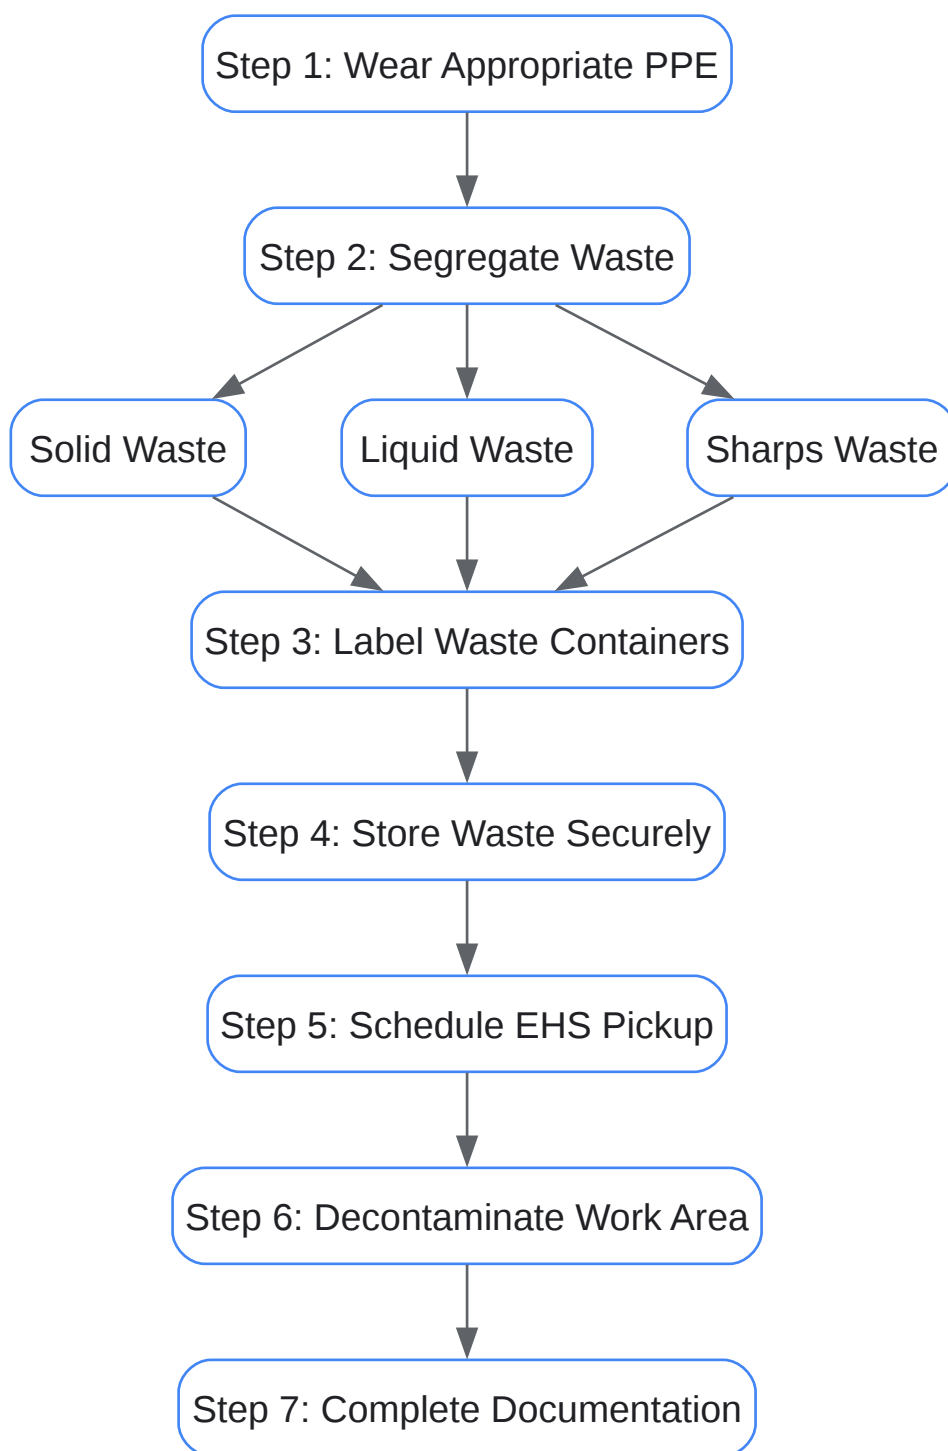 Step 1: Wear Appropriate PPE
Step 2: Segregate Waste
Solid Waste
Liquid Waste
Sharps Waste
Step 3: Label Waste Containers
Step 4: Store Waste Securely
Step 5: Schedule EHS Pickup
Step 6: Decontaminate Work Area
Step 7: Complete Documentation